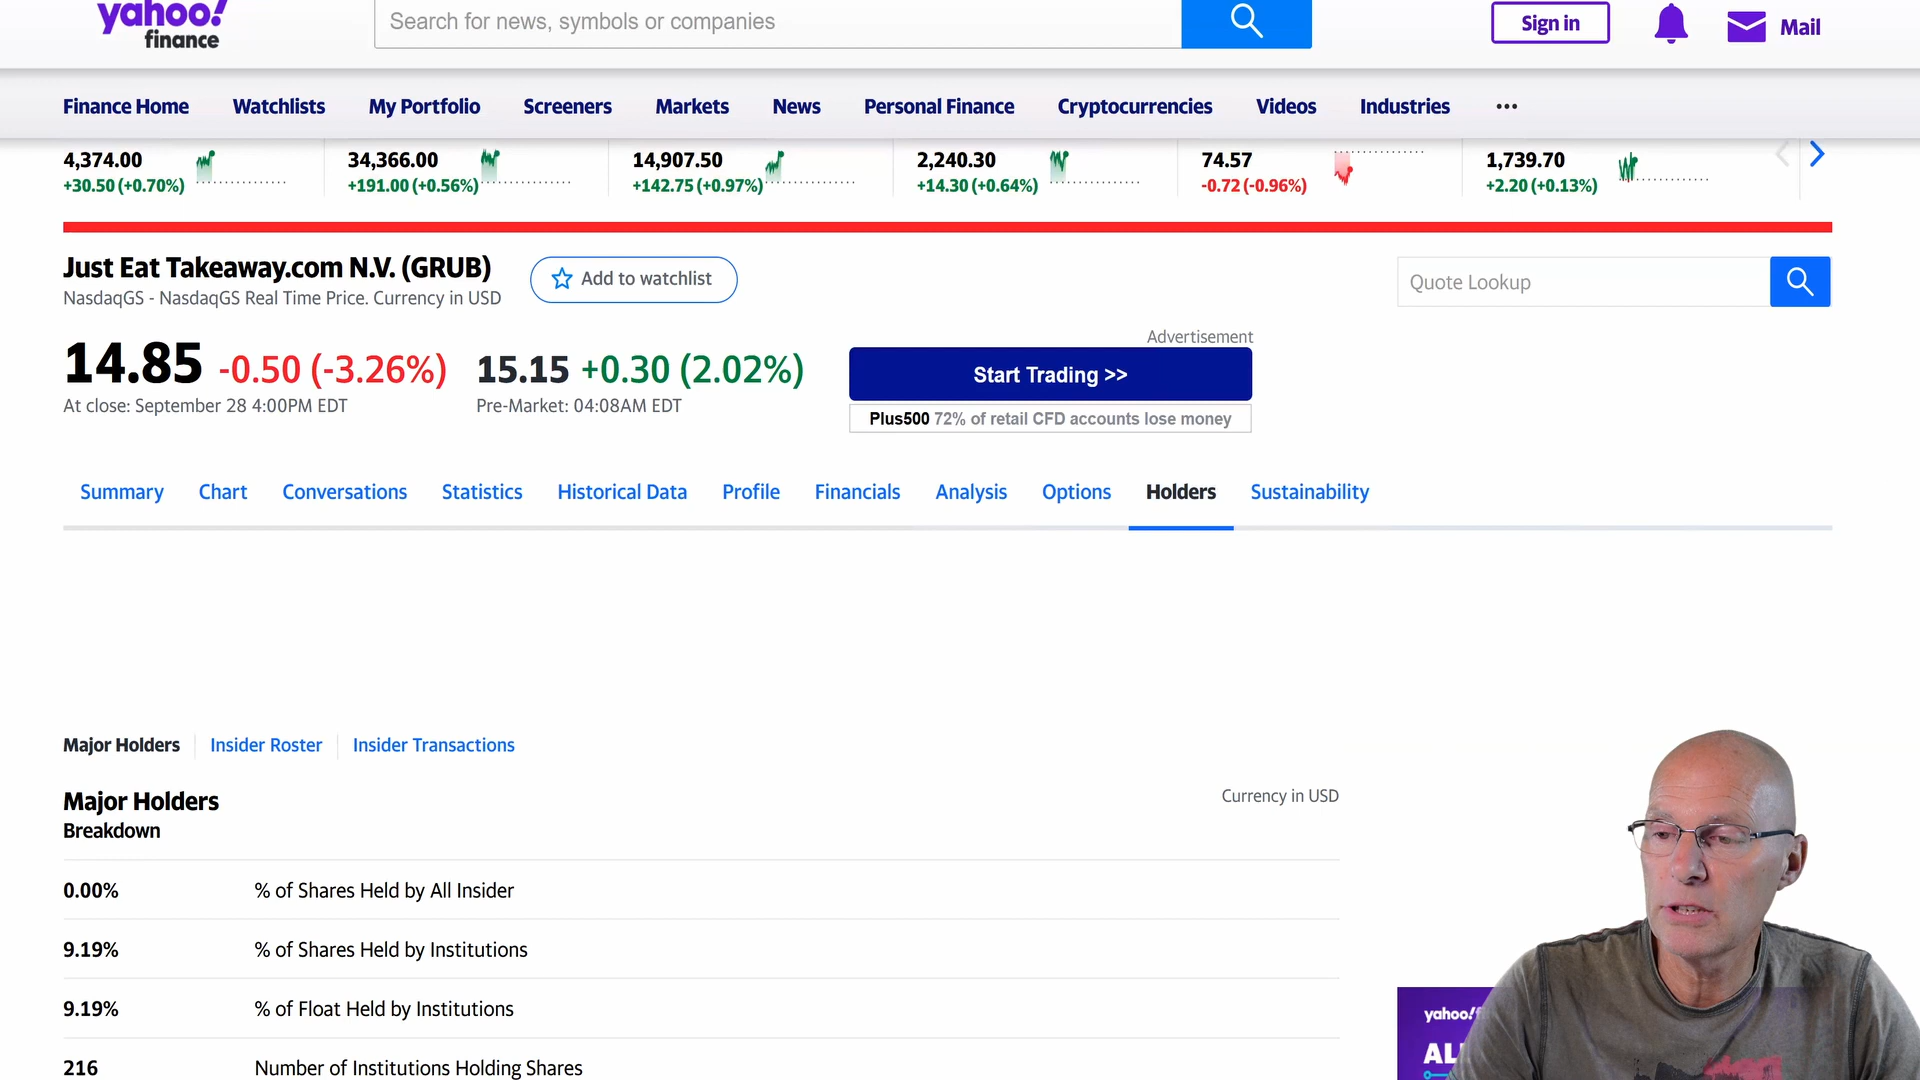 yahoo!
finance
Search for news, symbols or companies
Sign in
Mail
Finance Home
Watchlists
My Portfolio
Screeners
Markets
News
Personal Finance
Cryptocurrencies
Videos
Industries
•••
4,374.00
+30.50 (+0.70%)
34,366.00
+191.00 (+0.56%)
14,907.50
+142.75 (+0.97%)
2,240.30
+14.30 (+0.64%)
74.57
-0.72 (-0.96%)
1,739.70
+2.20 (+0.13%)
Just Eat Takeaway.com N.V. (GRUB)
NasdaqGS - NasdaqGS Real Time Price. Currency in USD
Add to watchlist
Quote Lookup
14.85 -0.50 (-3.26%)
At close: September 28 4:00PM EDT
15.15 +0.30 (2.02%)
Pre-Market: 04:08AM EDT
Advertisement
Start Trading >>
Plus500 72% of retail CFD accounts lose money
Summary
Chart
Conversations
Statistics
Historical Data
Profile
Financials
Analysis
Options
Holders
Sustainability
Major Holders
Insider Roster
Insider Transactions
Major Holders
Currency in USD
Breakdown
0.00% % of Shares Held by All Insider
9.19% % of Shares Held by Institutions
9.19% % of Float Held by Institutions
216 Number of Institutions Holding Shares
yahoo!